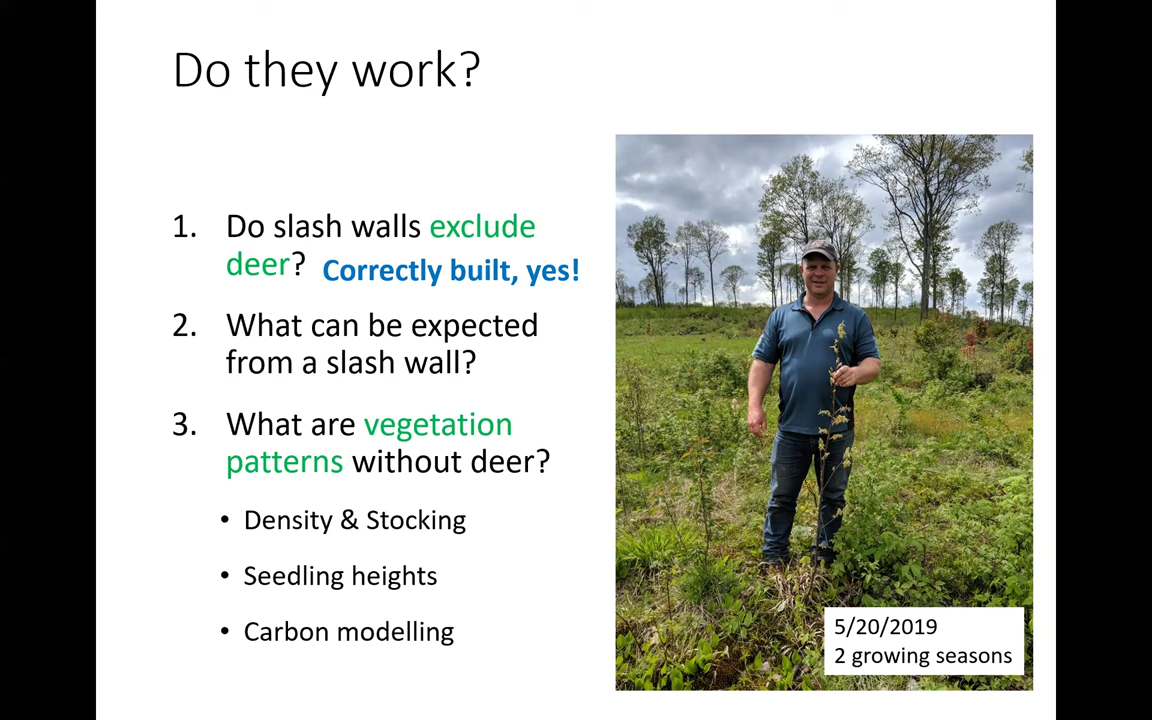 Do they work?
1. Do slash walls exclude
deer? Correctly built, yes!
2. What can be expected
from a slash wall?
3. What are vegetation
patterns without deer?
• Density & Stocking
• Seedling heights
• Carbon modelling
5/20/2019
2 growing seasons